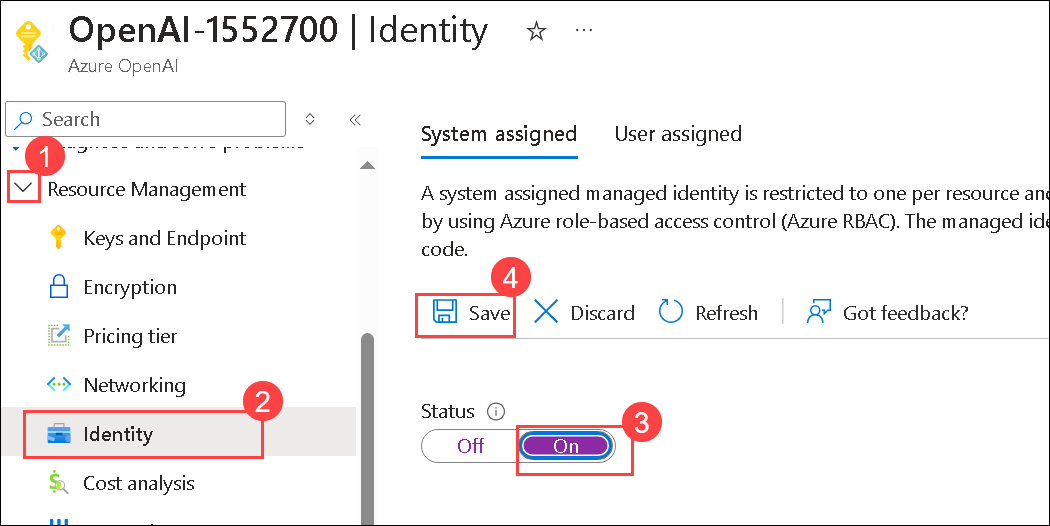 OpenAI-1552700 | Identity
Azure OpenAI
Search
1
Resource Management
Keys and Endpoint
Encryption
Pricing tier
Networking
2
Identity
Cost analysis
System assigned
User assigned
A system assigned managed identity is restricted to one per resource and
by using Azure role-based access control (Azure RBAC). The managed ide
code.
4
Save
Discard
Refresh
Got feedback?
Status
3
Off
On